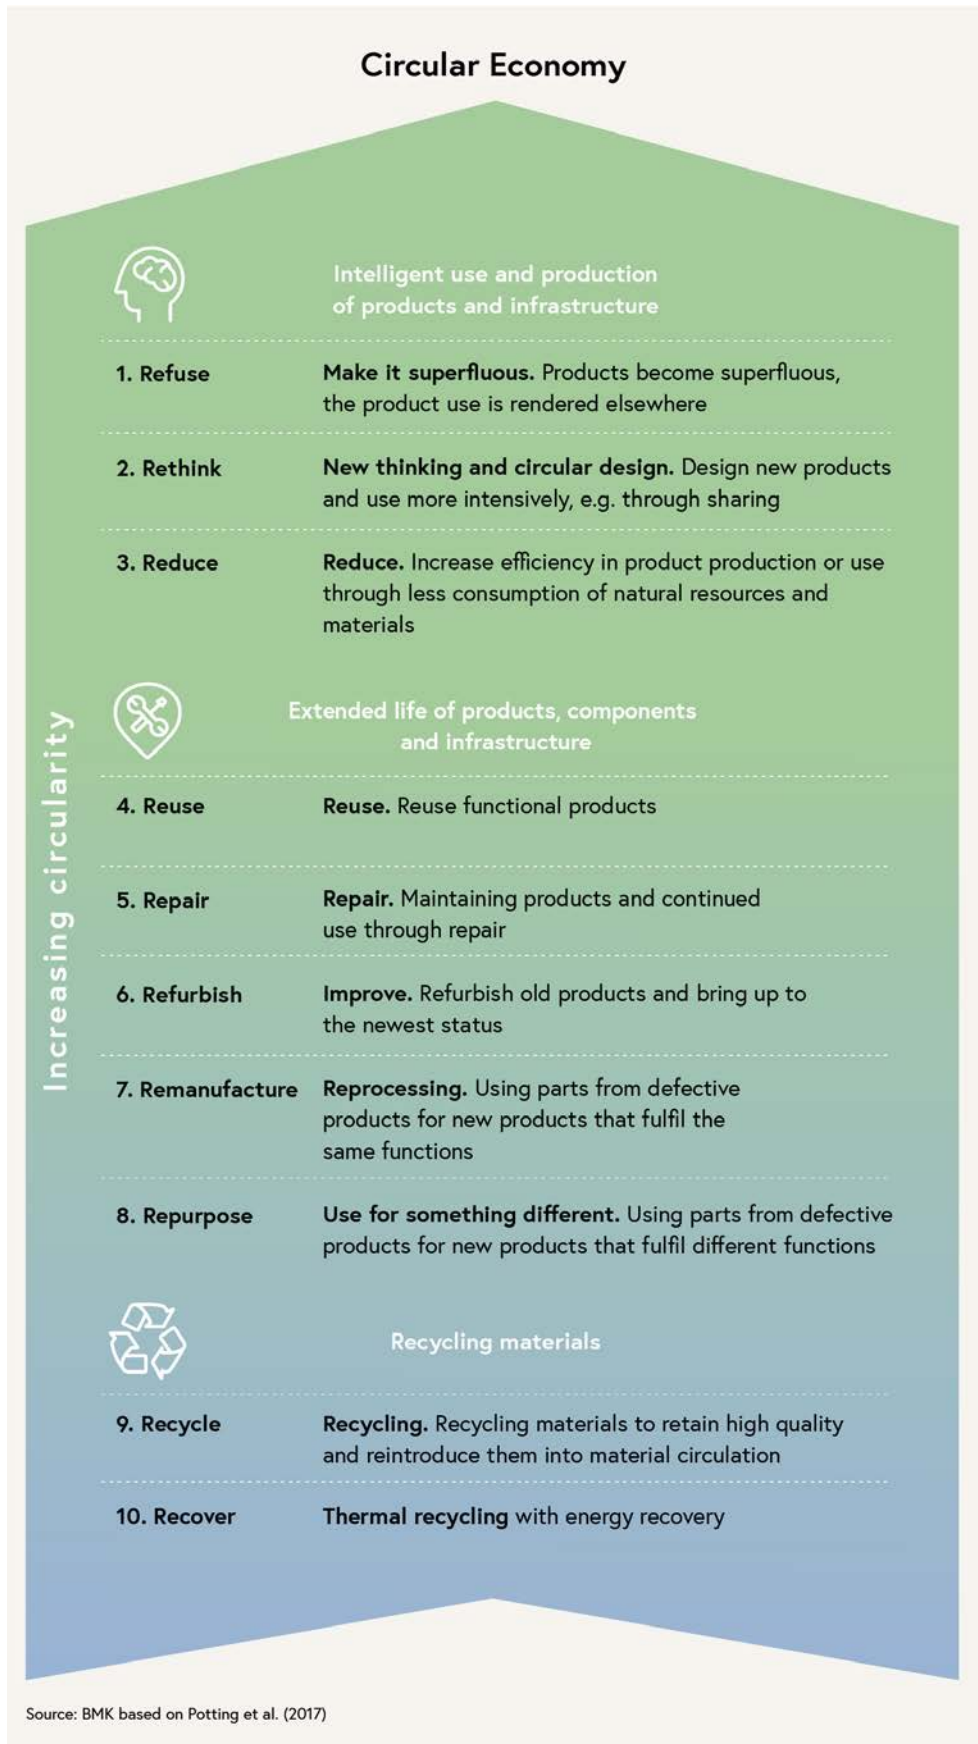 Circular Economy
Intelligent use and production
of products and infrastructure
1. Refuse
Make it superfluous. Products become superfluous,
the product use is rendered elsewhere
2. Rethink
New thinking and circular design. Design new products
and use more intensively, e.g. through sharing
3. Reduce
Reduce. Increase efficiency in product production or use
through less consumption of natural resources and
materials
Increasing circularity
Extended life of products, components
and infrastructure
4. Reuse
Reuse. Reuse functional products
5. Repair
Repair. Maintaining products and continued
use through repair
6. Refurbish
Improve. Refurbish old products and bring up to
the newest status
7. Remanufacture
Reprocessing. Using parts from defective
products for new products that fulfil the
same functions
8. Repurpose
Use for something different. Using parts from defective
products for new products that fulfil different functions
Recycling materials
9. Recycle
Recycling. Recycling materials to retain high quality
and reintroduce them into material circulation
10. Recover
Thermal recycling with energy recovery
Source: BMK based on Potting et al. (2017)